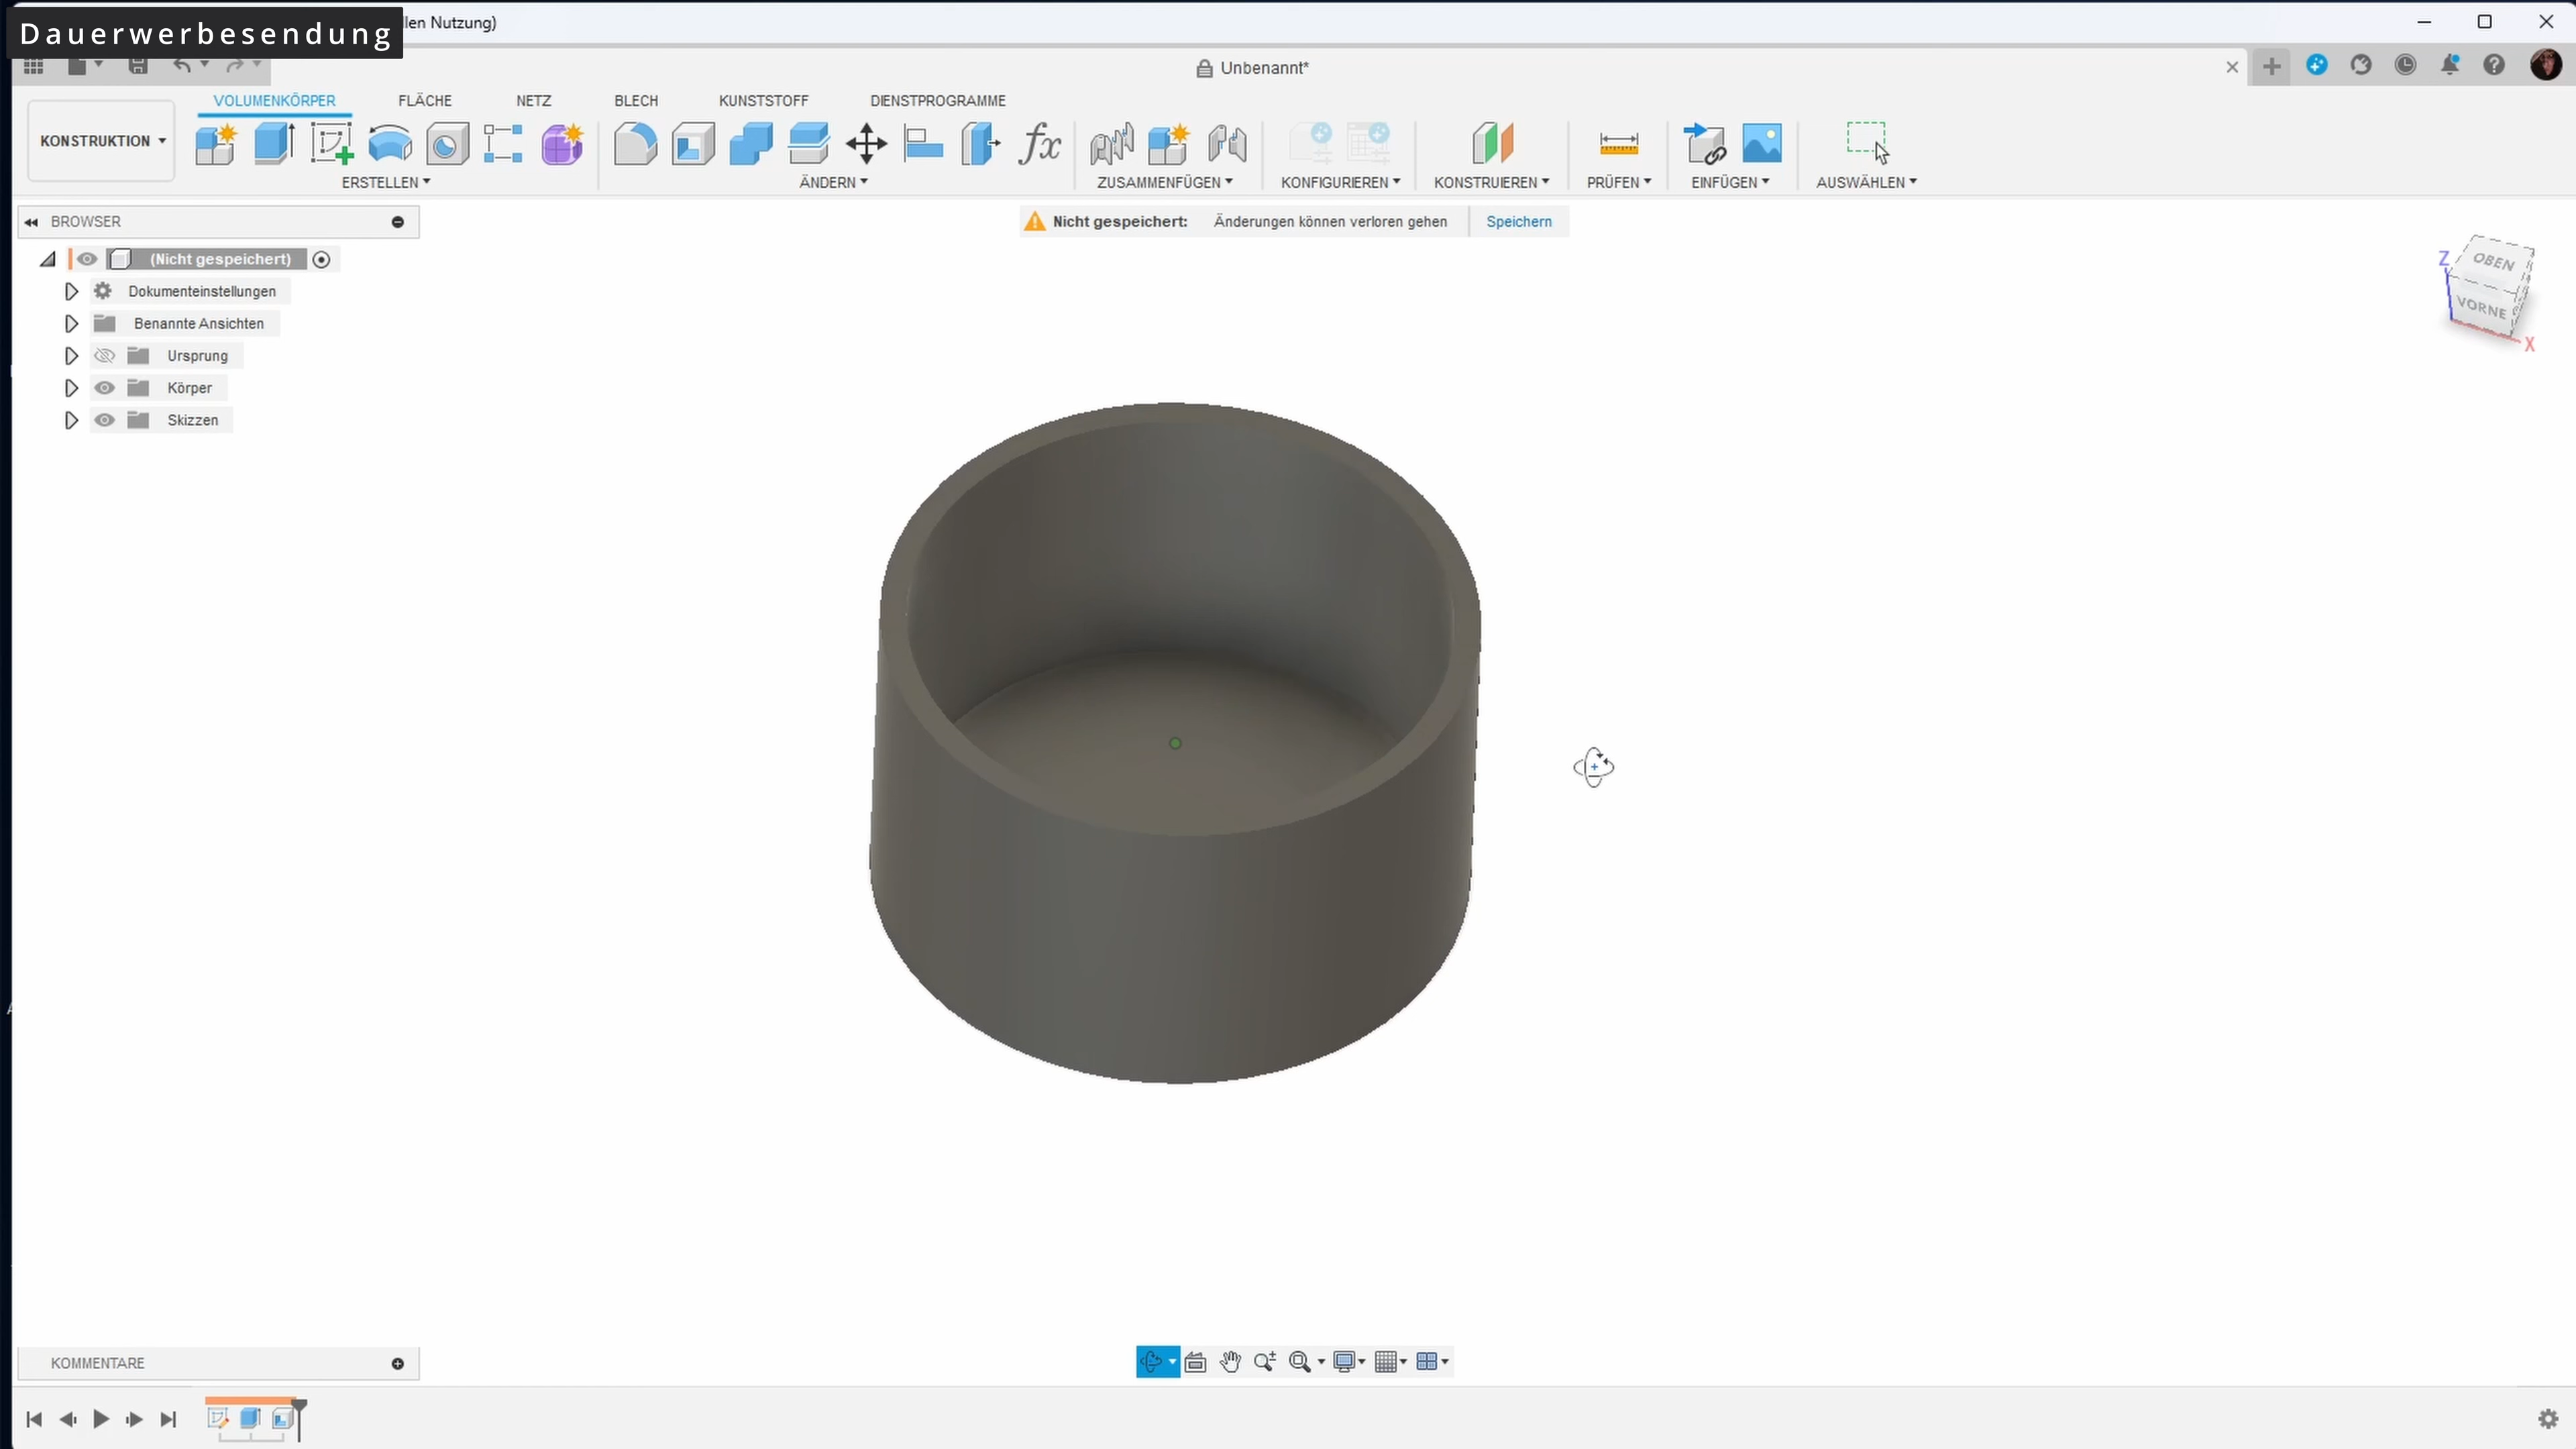 Dauerwerbesendung
len Nutzung)
Unbenannt*
VOLUMENKÖRPER FLÄCHE NETZ BLECH KUNSTSTOFF DIENSTPROGRAMME
KONSTRUKTION
fx
ERSTELLEN ÄNDERN ZUSAMMENFÜGEN KONFIGURIEREN KONSTRUIEREN PRÜFEN EINFÜGEN AUSWÄHLEN
BROWSER
Nicht gespeichert: Änderungen können verloren gehen Speichern
(Nicht gespeichert)
Dokumenteinstellungen
Benannte Ansichten
Ursprung
Körper
Skizzen
Z
OBEN
VORNE
X
KOMMENTARE